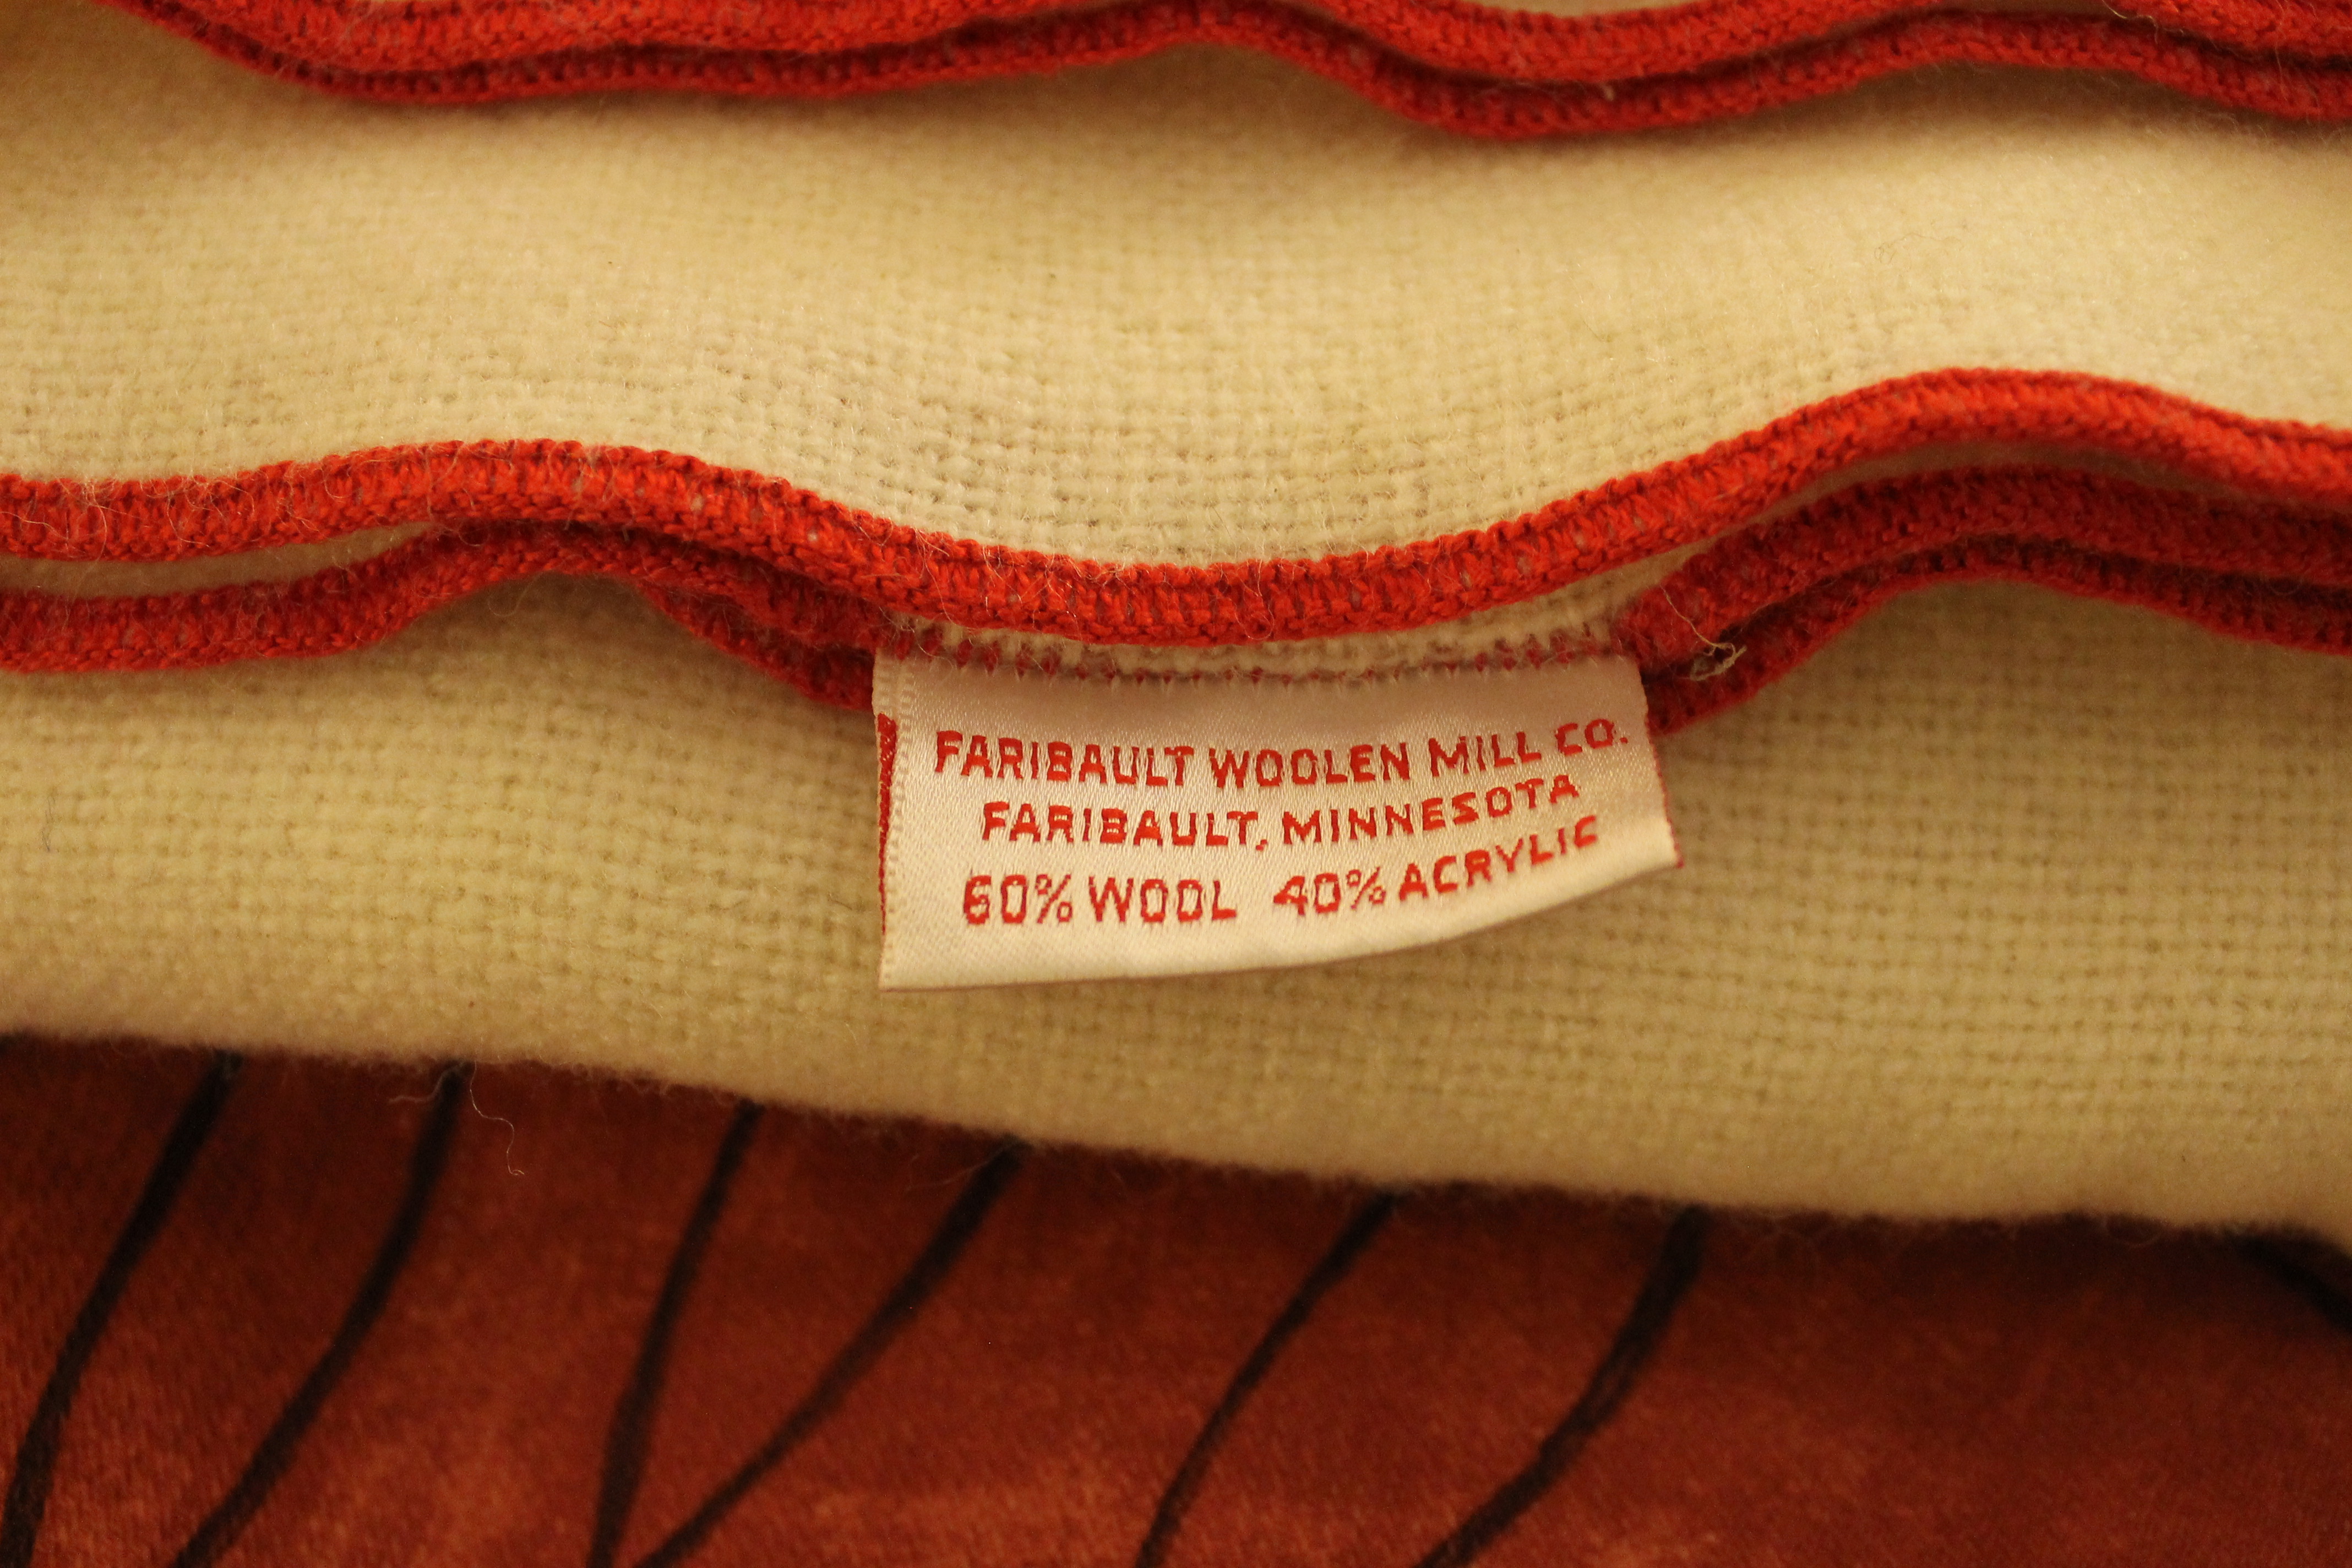 FARIBAULT WOOLEN MILL CO.
FARIBAULT, MINNESOTA
60% WOOL 40% ACRYLIC